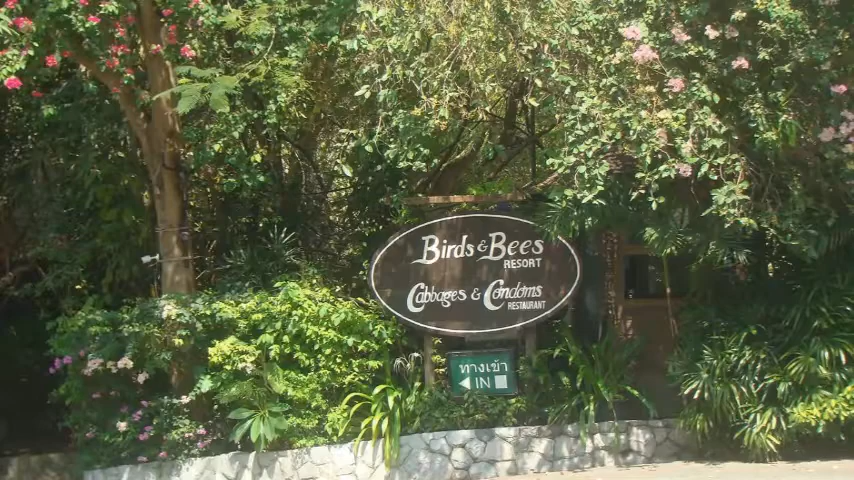 Birds & Bees
RESORT
Cabbages & Condoms
RESTAURANT
ทางเข้า
IN